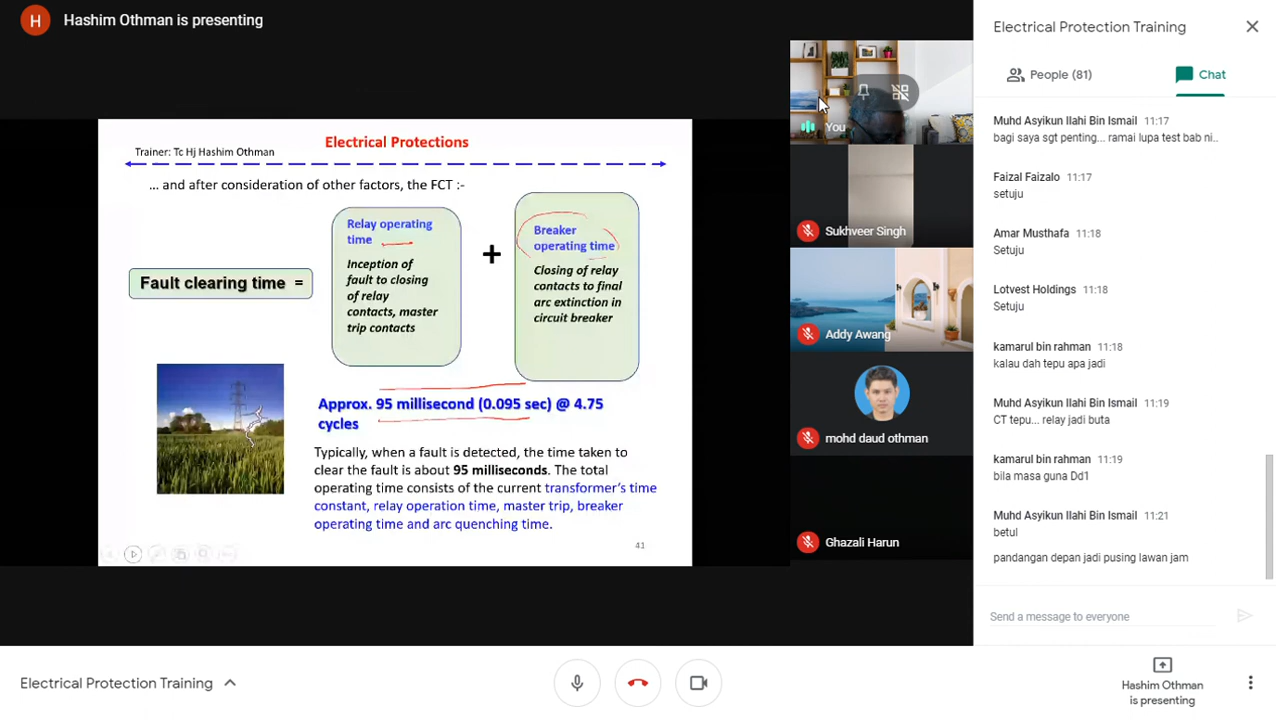 H
Hashim Othman is presenting
Electrical Protections
Trainer: Tc Hj Hashim Othman
... and after consideration of other factors, the FCT :-
Fault clearing time =
Relay operating
time
Inception of
fault to closing
of relay
contacts, master
trip contacts
+
Breaker
operating time
Closing of relay
contacts to final
arc extinction in
circuit breaker
Approx. 95 millisecond (0.095 sec) @ 4.75
cycles
Typically, when a fault is detected, the time taken to
clear the fault is about 95 milliseconds. The total
operating time consists of the current transformer's time
constant, relay operation time, master trip, breaker
operating time and arc quenching time.
41
You
Sukhveer Singh
Addy Awang
mohd daud othman
Ghazali Harun
Electrical Protection Training
People (81)
Chat
Muhd Asyikun Ilahi Bin Ismail 11:17
bagi saya sgt penting... ramai lupa test bab ni..
Faizal Faizalo 11:17
setuju
Amar Musthafa 11:18
Setuju
Lotvest Holdings 11:18
Setuju
kamarul bin rahman 11:18
kalau dah tepu apa jadi
Muhd Asyikun Ilahi Bin Ismail 11:19
CT tepu... relay jadi buta
kamarul bin rahman 11:19
bila masa guna Dd1
Muhd Asyikun Ilahi Bin Ismail 11:21
betul
pandangan depan jadi pusing lawan jam
Send a message to everyone
Electrical Protection Training
Hashim Othman
is presenting